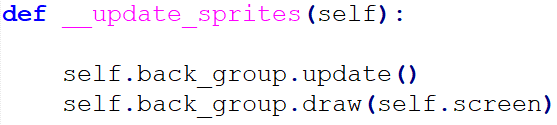 def __update_sprites(self):
    self.back_group.update()
    self.back_group.draw(self.screen)